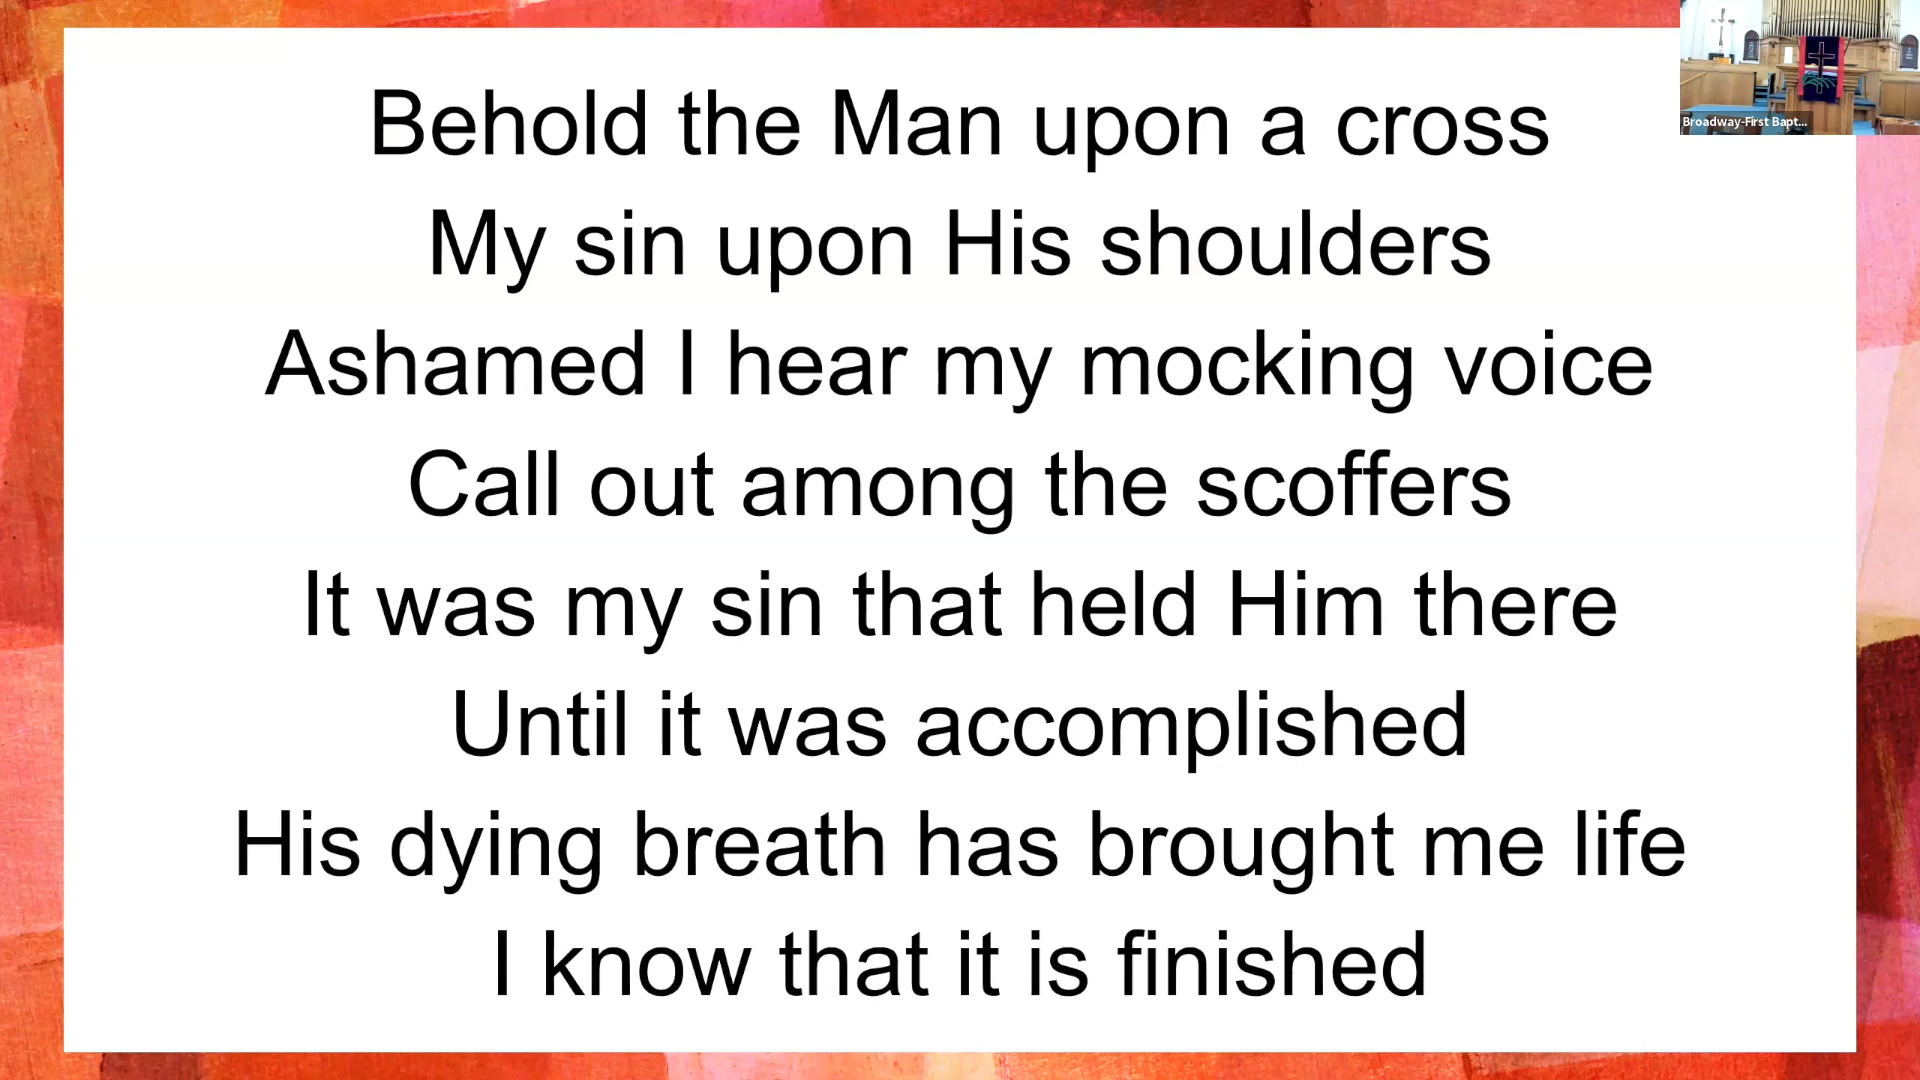 Behold the Man upon a cross
My sin upon His shoulders
Ashamed I hear my mocking voice
Call out among the scoffers
It was my sin that held Him there
Until it was accomplished
His dying breath has brought me life
I know that it is finished
Broadway-First Bapt...